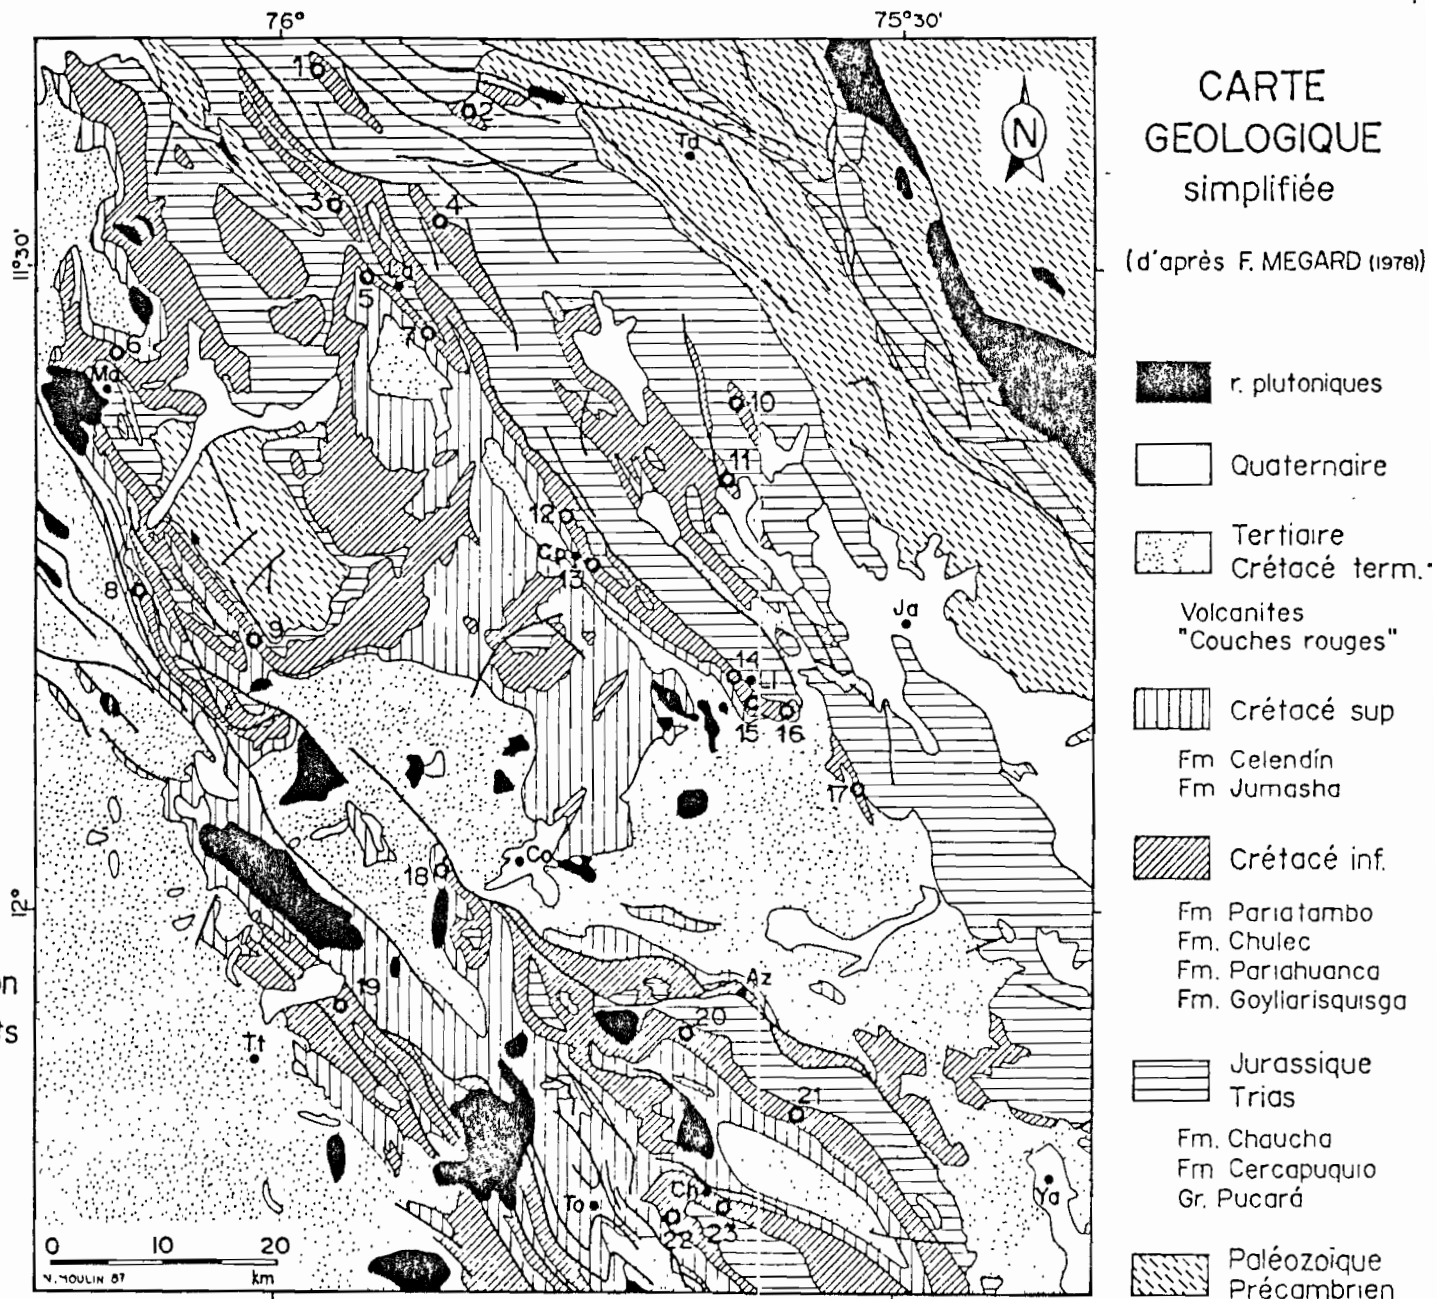 76°
75°30'
11°30'
12°
N
1
2
Td
3
4
5
7
6
10
11
12
13
8
9
Ja
14
15
16
17
Co
18
19
Az
20
Tt
21
To
Ch
22
23
Ya
0 10 20
km
CARTE
GEOLOGIQUE
simplifiée
(d'après F. MEGARD (1978))
r. plutoniques
Quaternaire
Tertiaire
Crétacé term.
Volcanites
"Couches rouges"
Crétacé sup
Fm Celendín
Fm Jumasha
Crétacé inf.
Fm Pariatambo
Fm. Chulec
Fm. Pariahuanca
Fm. Goyllarisquisga
Jurassique
Trias
Fm. Chaucha
Fm Cercapuquio
Gr. Pucará
Paléozoïque
Précambrien